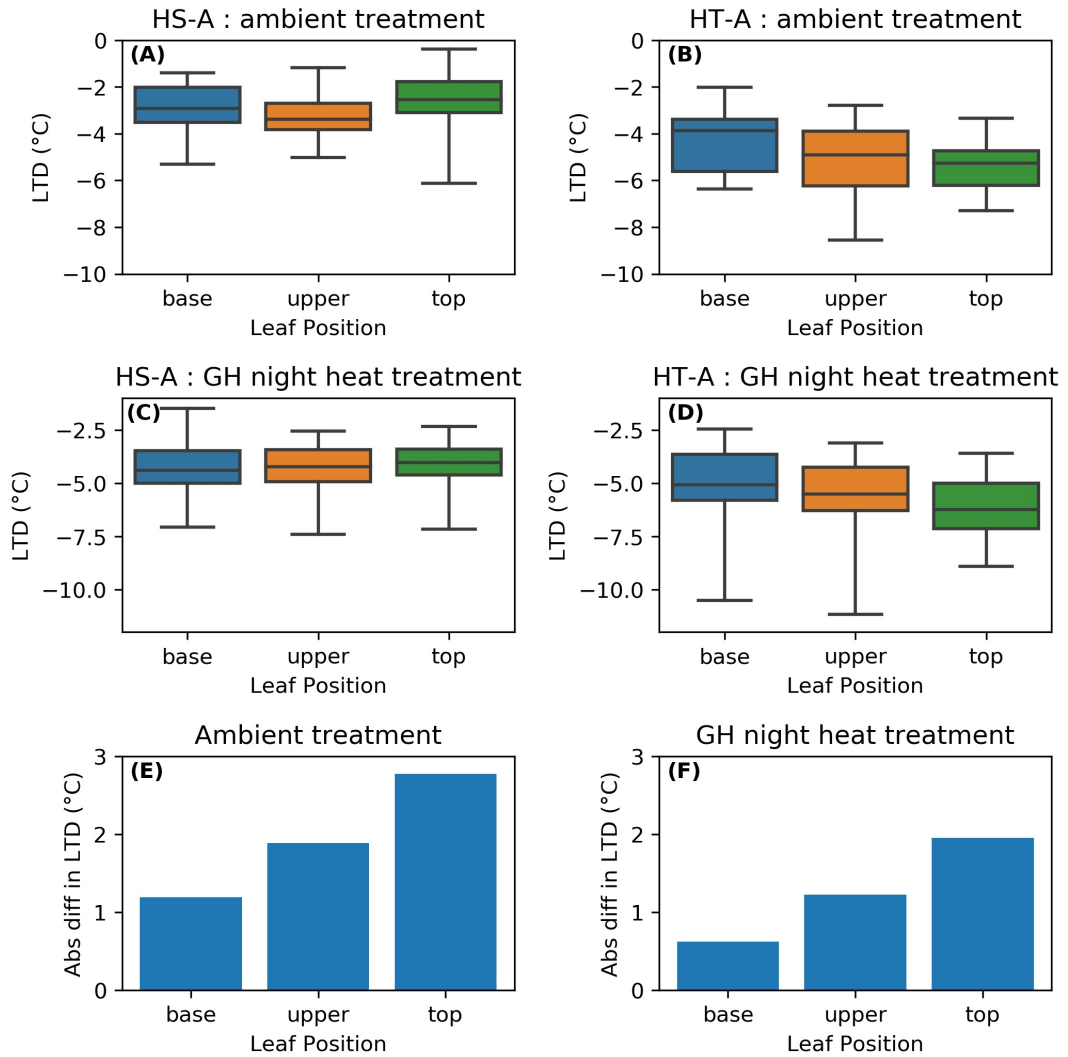 HS-A : ambient treatment
(A)
LTD (°C)
0
−2
−4
−6
−8
−10
base upper top
Leaf Position
HT-A : ambient treatment
(B)
LTD (°C)
0
−2
−4
−6
−8
−10
base upper top
Leaf Position
HS-A : GH night heat treatment
(C)
LTD (°C)
−2.5
−5.0
−7.5
−10.0
base upper top
Leaf Position
HT-A : GH night heat treatment
(D)
LTD (°C)
−2.5
−5.0
−7.5
−10.0
base upper top
Leaf Position
Ambient treatment
(E)
Abs diff in LTD (°C)
3
2
1
0
base upper top
Leaf Position
GH night heat treatment
(F)
Abs diff in LTD (°C)
3
2
1
0
base upper top
Leaf Position